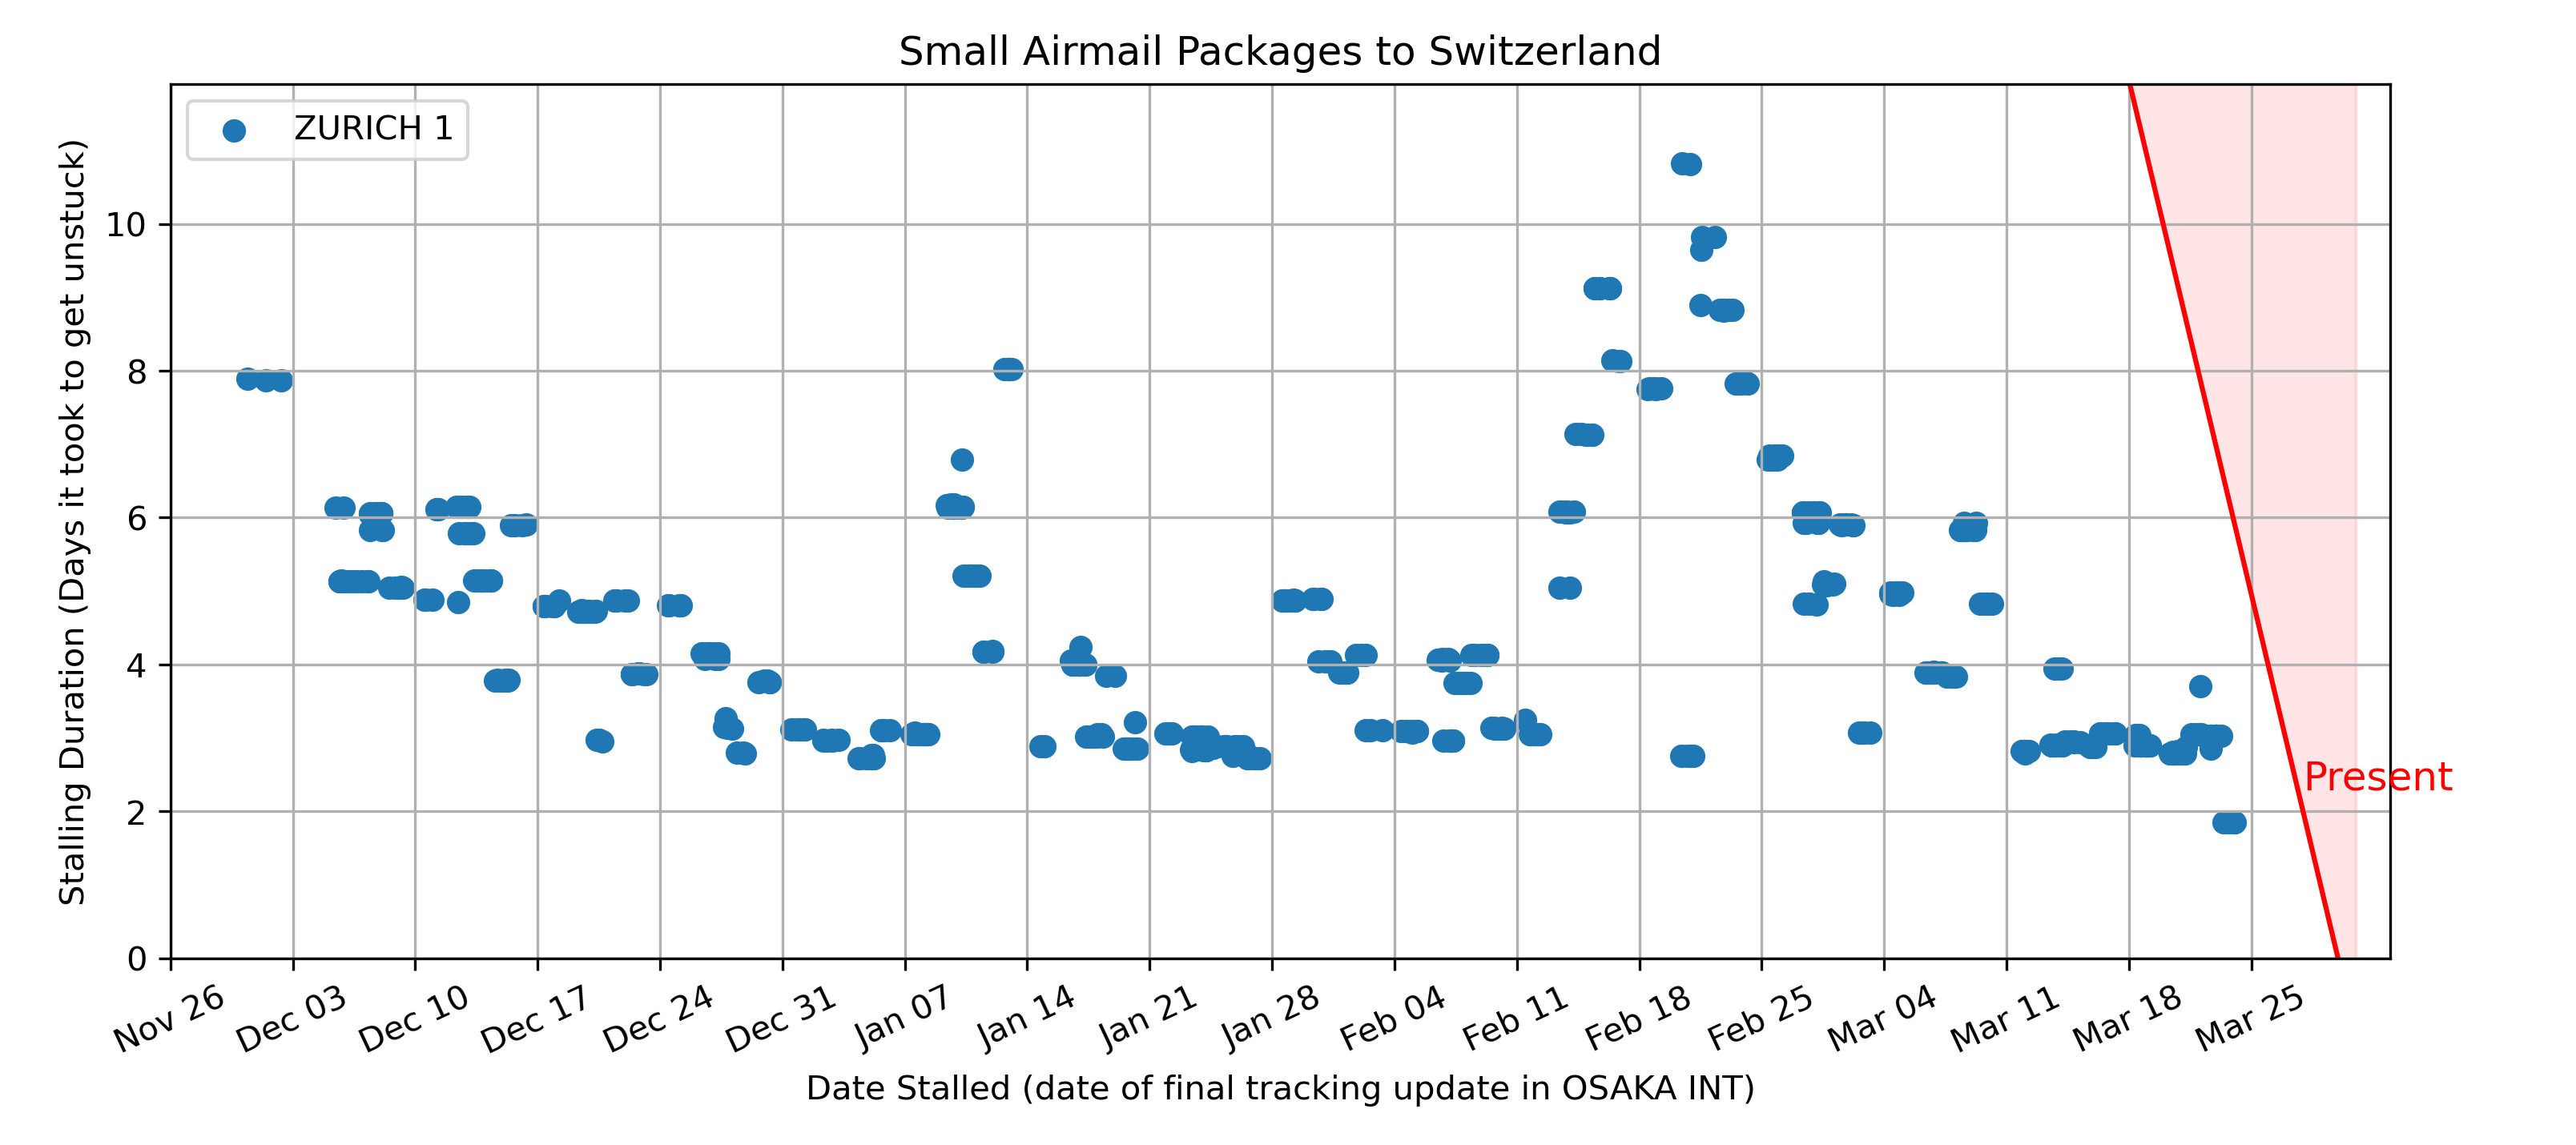 Small Airmail Packages to Switzerland
ZURICH 1
Stalling Duration (Days it took to get unstuck)
10
8
6
4
2
0
Present
Nov 26 Dec 03 Dec 10 Dec 17 Dec 24 Dec 31 Jan 07 Jan 14 Jan 21 Jan 28 Feb 04 Feb 11 Feb 18 Feb 25 Mar 04 Mar 11 Mar 18 Mar 25
Date Stalled (date of final tracking update in OSAKA INT)